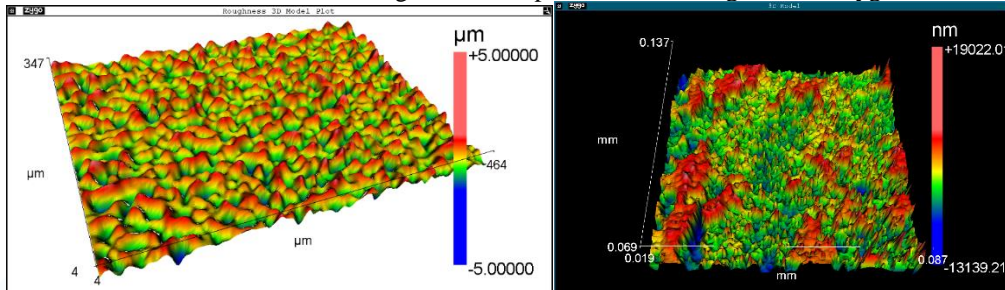 zygo Roughness 3D Model Plot
µm
+5.00000
347
µm
464
µm
-5.00000
4
4
zygo 3D Model
nm
+19022.01
0.137
mm
0.069
0.019
mm
0.087
-13139.21